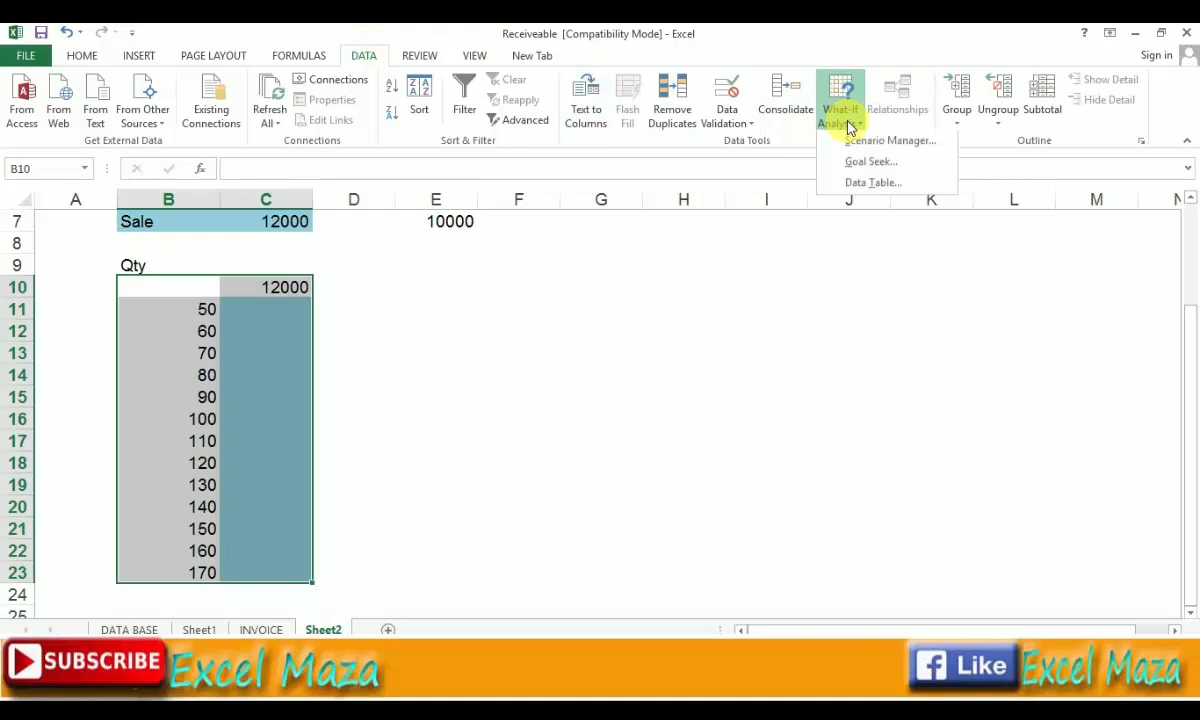 Receiveable [Compatibility Mode] - Excel
?
Sign in
FILE HOME INSERT PAGE LAYOUT FORMULAS DATA REVIEW VIEW New Tab
From Access
From Web
From Text
From Other Sources
Existing Connections
Get External Data
Refresh All
Connections
Properties
Edit Links
Connections
Sort
Filter
Clear
Reapply
Advanced
Sort & Filter
Text to Columns
Flash Fill
Remove Duplicates
Data Validation
Consolidate
What-If Analysis
Relationships
Data Tools
Group
Ungroup
Subtotal
Show Detail
Hide Detail
Outline
Scenario Manager...
Goal Seek...
Data Table...
B10
fx
A B C D E F G H I J K L M N
7 Sale 12000 10000
8
9 Qty
10 12000
11 50
12 60
13 70
14 80
15 90
16 100
17 110
18 120
19 130
20 140
21 150
22 160
23 170
24
25
DATA BASE Sheet1 INVOICE Sheet2
SUBSCRIBE Excel Maza
f Like Excel Maza